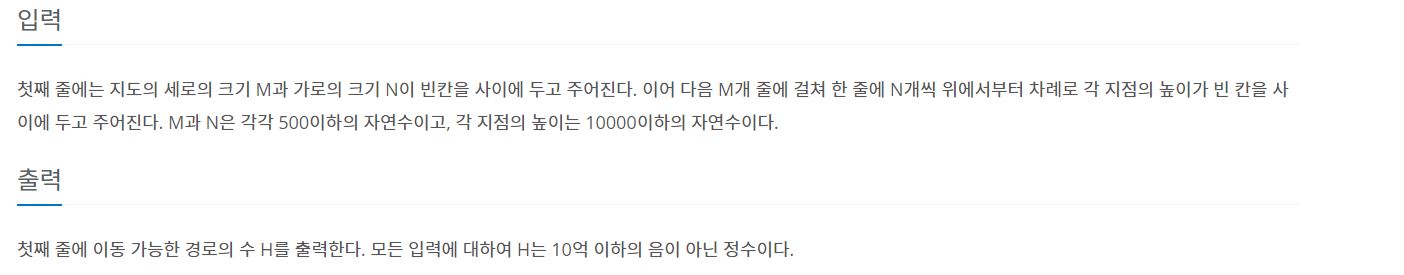 입력
첫째 줄에는 지도의 세로의 크기 M과 가로의 크기 N이 빈칸을 사이에 두고 주어진다. 이어 다음 M개 줄에 걸쳐 한 줄에 N개씩 위에서부터 차례로 각 지점의 높이가 빈 칸을 사
이에 두고 주어진다. M과 N은 각각 500이하의 자연수이고, 각 지점의 높이는 10000이하의 자연수이다.
출력
첫째 줄에 이동 가능한 경로의 수 H를 출력한다. 모든 입력에 대하여 H는 10억 이하의 음이 아닌 정수이다.